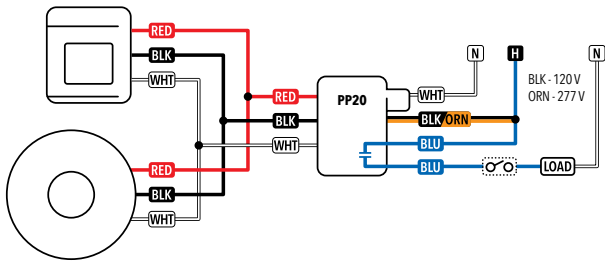 RED
BLK
WHT
RED
BLK
WHT
RED
BLK
WHT
PP20
N
H
N
WHT
BLK/ORN
BLU
BLU
LOAD
BLK - 120 V
ORN - 277 V